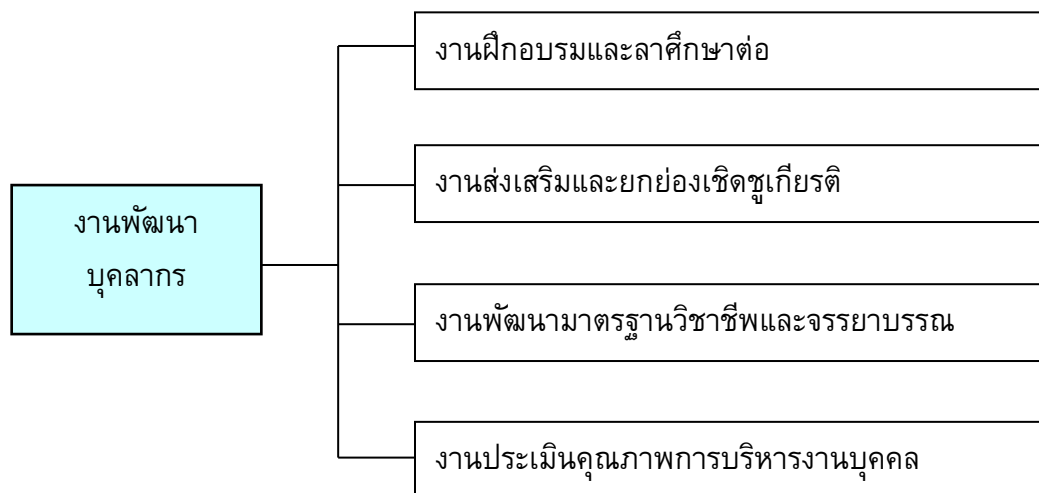 งานฝึกอบรมและลาศึกษาต่อ
งานส่งเสริมและยกย่องเชิดชูเกียรติ
งานพัฒนา
บุคลากร
งานพัฒนามาตรฐานวิชาชีพและจรรยาบรรณ
งานประเมินคุณภาพการบริหารงานบุคคล